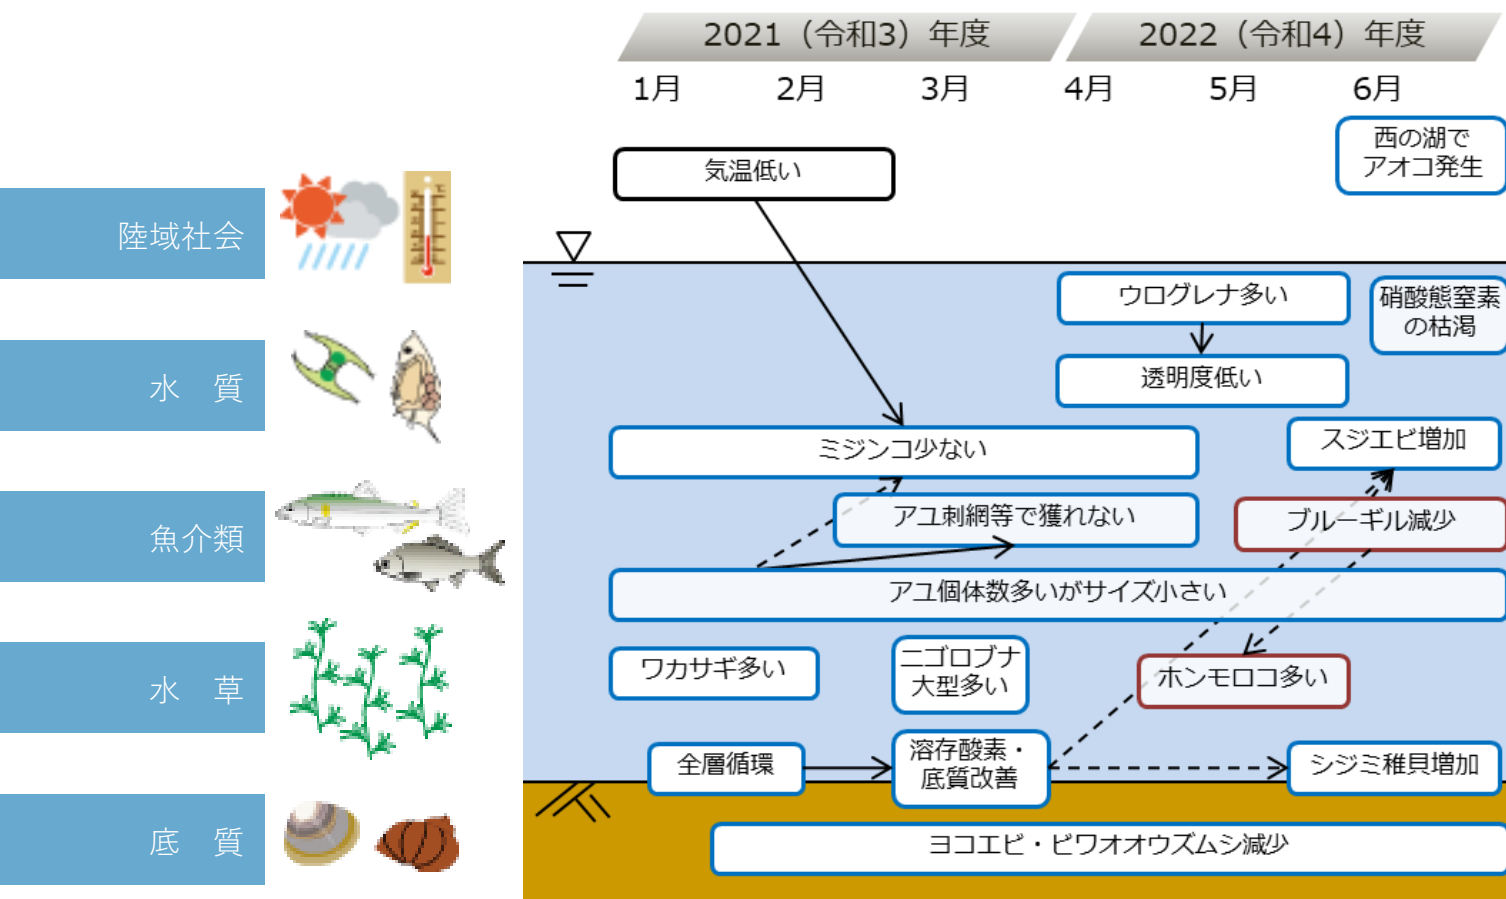 2021（令和3）年度
2022（令和4）年度
1月
2月
3月
4月
5月
6月
西の湖で
アオコ発生
気温低い
陸域社会
ウログレナ多い
硝酸態窒素
の枯渇
透明度低い
水　質
スジエビ増加
ミジンコ少ない
アユ刺網等で獲れない
ブルーギル減少
魚介類
アユ個体数多いがサイズ小さい
ワカサギ多い
ニゴロブナ
大型多い
ホンモロコ多い
水　草
全層循環
溶存酸素・
底質改善
シジミ稚貝増加
底　質
ヨコエビ・ビワオオウズムシ減少